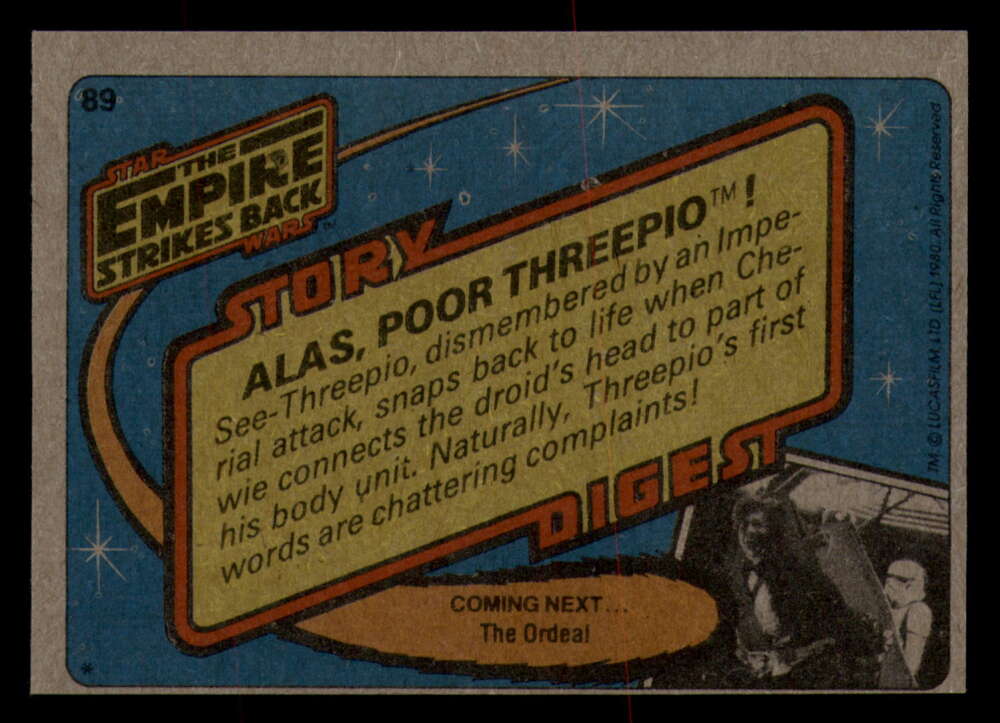 89
STAR
THE
EMPIRE
STRIKES BACK
WARS™
STORY
ALAS, POOR THREEPIO™!
See-Threepio, dismembered by an Impe-
rial attack, snaps back to life when Che-
wie connects the droid's head to part of
his body unit. Naturally, Threepio's first
words are chattering complaints!
DIGEST
COMING NEXT...
The Ordeal
*
TM: © LUCASFILM LTD (LFL) 1980. All Rights Reserved